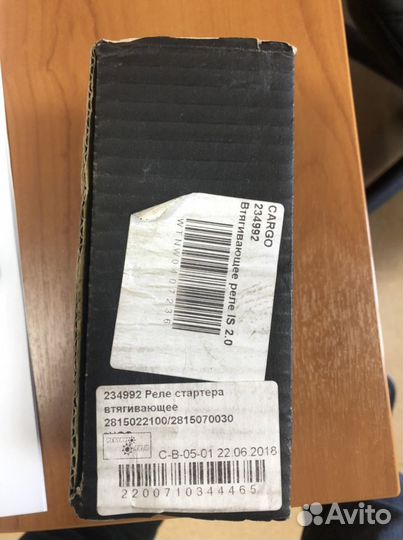 CARGO
234992
Втягивающее реле IS 2.0
234992 Реле стартера
втягивающее
2815022100/2815070030
C-B-05-01 22.06.2018
2200710344465
Avito